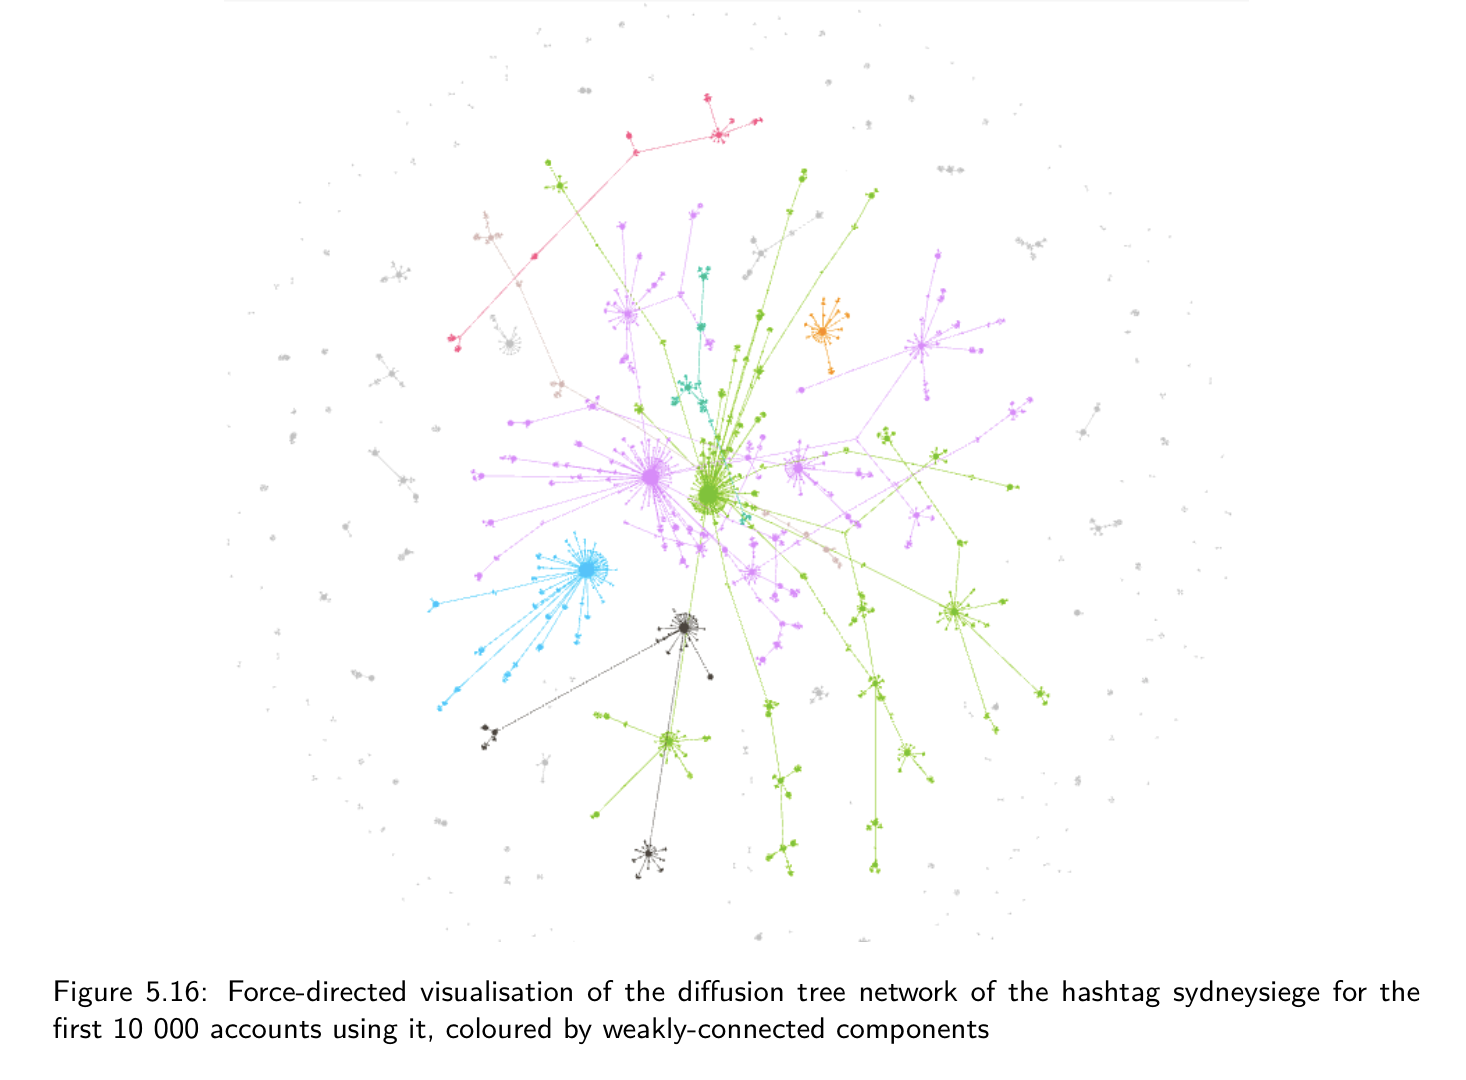 Figure 5.16: Force-directed visualisation of the diffusion tree network of the hashtag sydneysiege for the
first 10 000 accounts using it, coloured by weakly-connected components